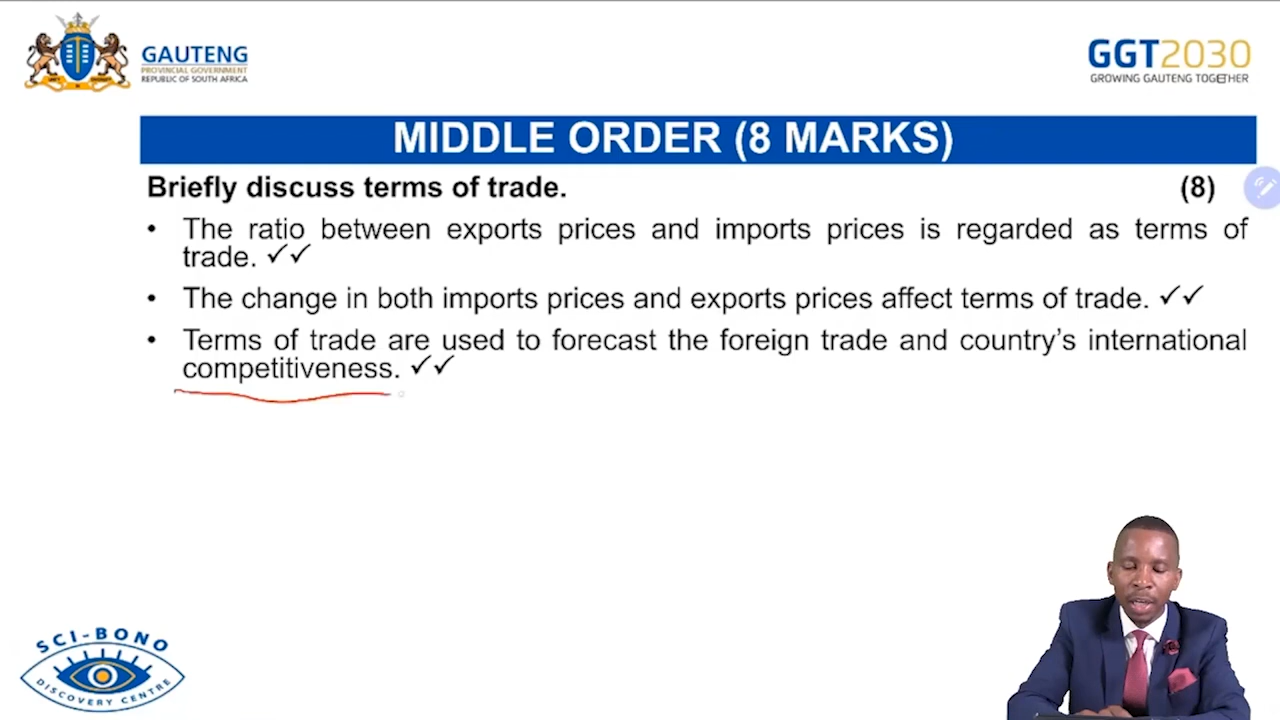 GAUTENG
PROVINCIAL GOVERNMENT
REPUBLIC OF SOUTH AFRICA
GGT2030
GROWING GAUTENG TOGETHER
MIDDLE ORDER (8 MARKS)
Briefly discuss terms of trade. (8)
• The ratio between exports prices and imports prices is regarded as terms of
trade. ✓✓
• The change in both imports prices and exports prices affect terms of trade. ✓✓
• Terms of trade are used to forecast the foreign trade and country’s international
competitiveness. ✓✓
SCI-BONO
DISCOVERY CENTRE